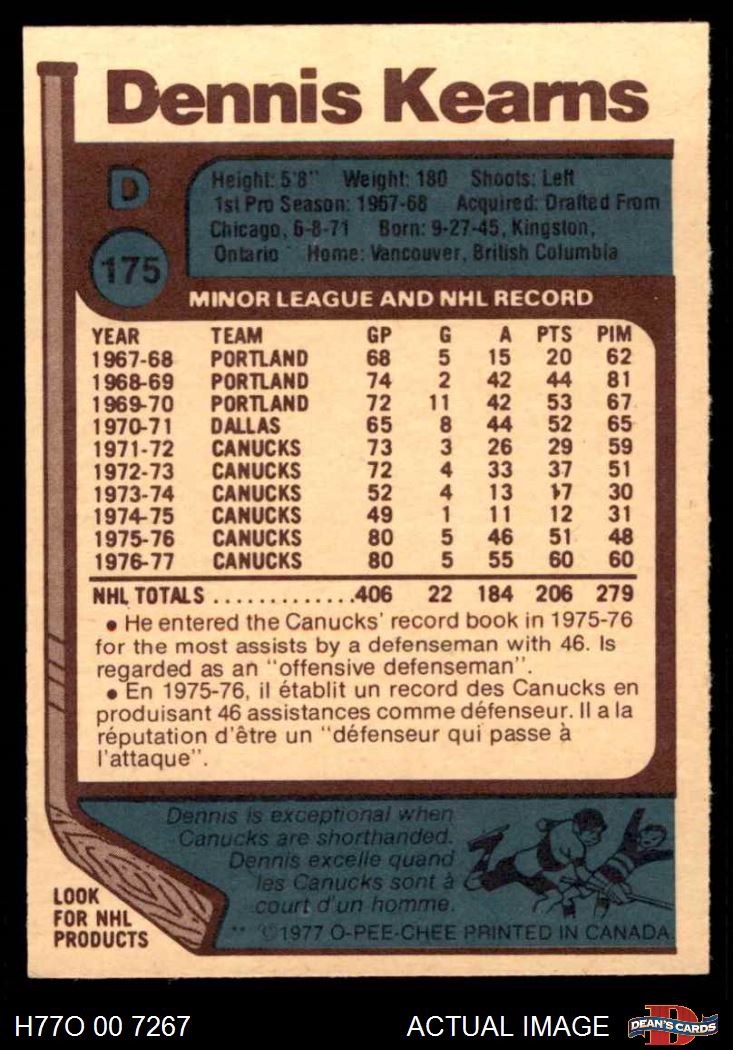 Dennis Kearns
D
Height: 5'8" Weight: 180 Shoots: Left
1st Pro Season: 1967-68 Acquired: Drafted From
Chicago, 6-8-71 Born: 9-27-45, Kingston,
Ontario Home: Vancouver, British Columbia
175
MINOR LEAGUE AND NHL RECORD
YEAR TEAM GP G A PTS PIM
1967-68 PORTLAND 68 5 15 20 62
1968-69 PORTLAND 74 2 42 44 81
1969-70 PORTLAND 72 11 42 53 67
1970-71 DALLAS 65 8 44 52 65
1971-72 CANUCKS 73 3 26 29 59
1972-73 CANUCKS 72 4 33 37 51
1973-74 CANUCKS 52 4 13 17 30
1974-75 CANUCKS 49 1 11 12 31
1975-76 CANUCKS 80 5 46 51 48
1976-77 CANUCKS 80 5 55 60 60
NHL TOTALS .............406 22 184 206 279
• He entered the Canucks' record book in 1975-76
for the most assists by a defenseman with 46. Is
regarded as an "offensive defenseman".
• En 1975-76, il établit un record des Canucks en
produisant 46 assistances comme défenseur. Il a la
réputation d'être un "défenseur qui passe à
l'attaque".
Dennis is exceptional when
Canucks are shorthanded.
Dennis excelle quand
les Canucks sont à
court d'un homme.
LOOK
FOR NHL
PRODUCTS
** ©1977 O-PEE-CHEE PRINTED IN CANADA.
H77O 00 7267
ACTUAL IMAGE
D
DEAN'S CARDS